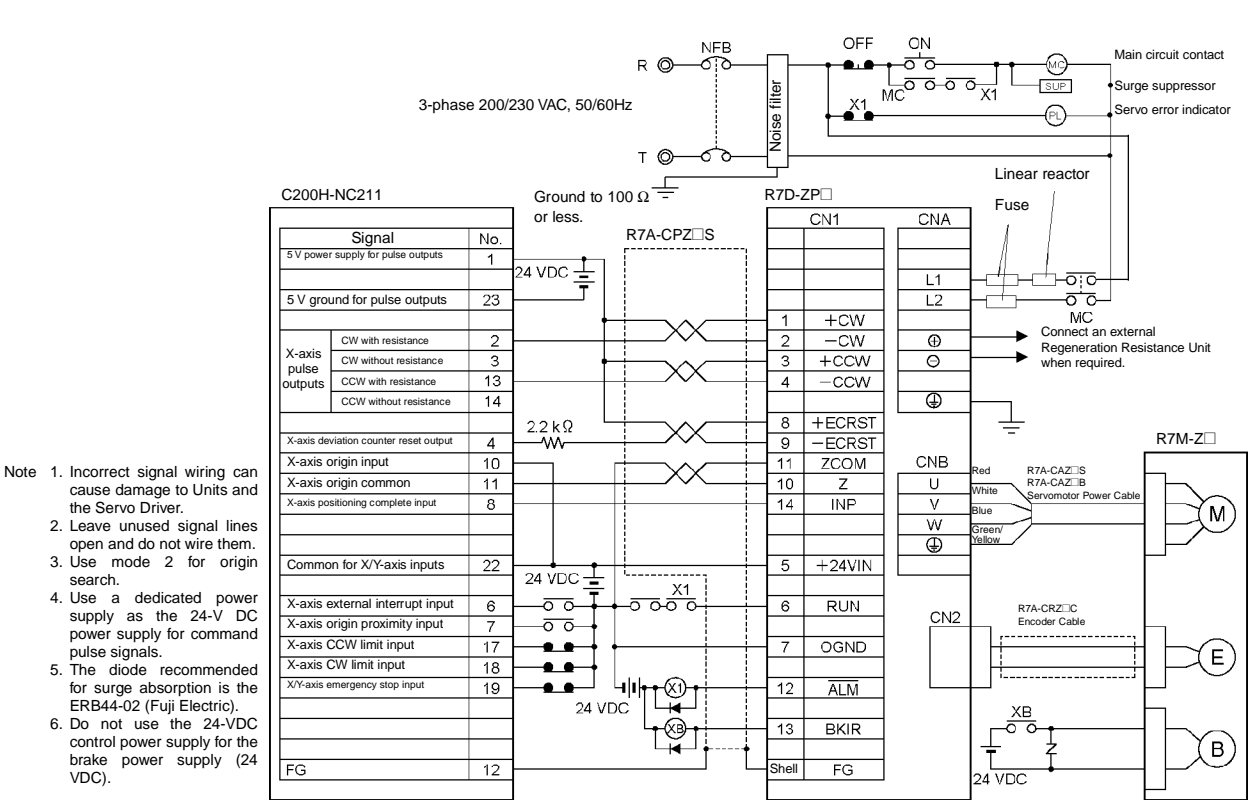 NFB
OFF
ON
R
MC
Main circuit contact
MC
X1
SUP
Surge suppressor
3-phase 200/230 VAC, 50/60Hz
X1
PL
Servo error indicator
Noise filter
T
Linear reactor
Fuse
C200H-NC211
Ground to 100 Ω
or less.
R7D-ZP□
R7A-CPZ□S
CN1
CNA
Signal
No.
5 V power supply for pulse outputs
1
24 VDC
L1
5 V ground for pulse outputs
23
L2
MC
1
+CW
X-axis
pulse
outputs
CW with resistance
2
2
−CW
⊕
Connect an external
Regeneration Resistance Unit
when required.
CW without resistance
3
3
+CCW
⊖
CCW with resistance
13
4
−CCW
CCW without resistance
14
8
+ECRST
2.2 kΩ
X-axis deviation counter reset output
4
9
−ECRST
R7M-Z□
X-axis origin input
10
11
ZCOM
CNB
X-axis origin common
11
10
Z
U
X-axis positioning complete input
8
14
INP
V
W
Red
White
Blue
Green/
Yellow
R7A-CAZ□S
R7A-CAZ□B
Servomotor Power Cable
M
Common for X/Y-axis inputs
22
5
+24VIN
24 VDC
X-axis external interrupt input
6
X1
6
RUN
X-axis origin proximity input
7
CN2
R7A-CRZ□C
Encoder Cable
X-axis CCW limit input
17
7
OGND
E
X-axis CW limit input
18
X/Y-axis emergency stop input
19
X1
12
ALM
24 VDC
XB
13
BKIR
XB
B
24 VDC
FG
12
Shell
FG
Note 1. Incorrect signal wiring can
cause damage to Units and
the Servo Driver.
2. Leave unused signal lines
open and do not wire them.
3. Use mode 2 for origin
search.
4. Use a dedicated power
supply as the 24-V DC
power supply for command
pulse signals.
5. The diode recommended
for surge absorption is the
ERB44-02 (Fuji Electric).
6. Do not use the 24-VDC
control power supply for the
brake power supply (24
VDC).